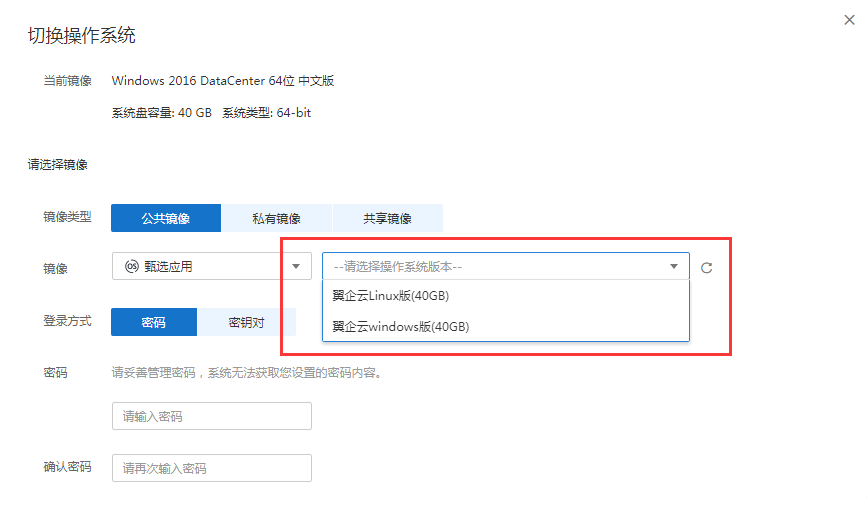 切换操作系统
当前镜像 Windows 2016 DataCenter 64位 中文版
系统盘容量: 40 GB 系统类型: 64-bit
请选择镜像
镜像类型 公共镜像 私有镜像 共享镜像
镜像 OS 甄选应用 --请选择操作系统版本--
翼企云Linux版(40GB)
翼企云windows版(40GB)
登录方式 密码 密钥对
密码 请妥善管理密码，系统无法获取您设置的密码内容。
请输入密码
确认密码 请再次输入密码